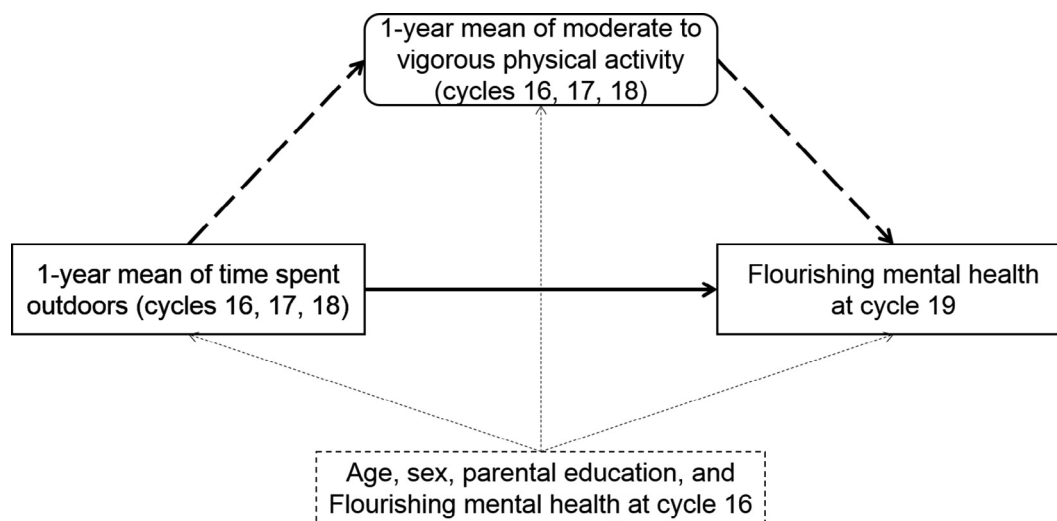 1-year mean of moderate to
vigorous physical activity
(cycles 16, 17, 18)
1-year mean of time spent
outdoors (cycles 16, 17, 18)
Flourishing mental health
at cycle 19
Age, sex, parental education, and
Flourishing mental health at cycle 16